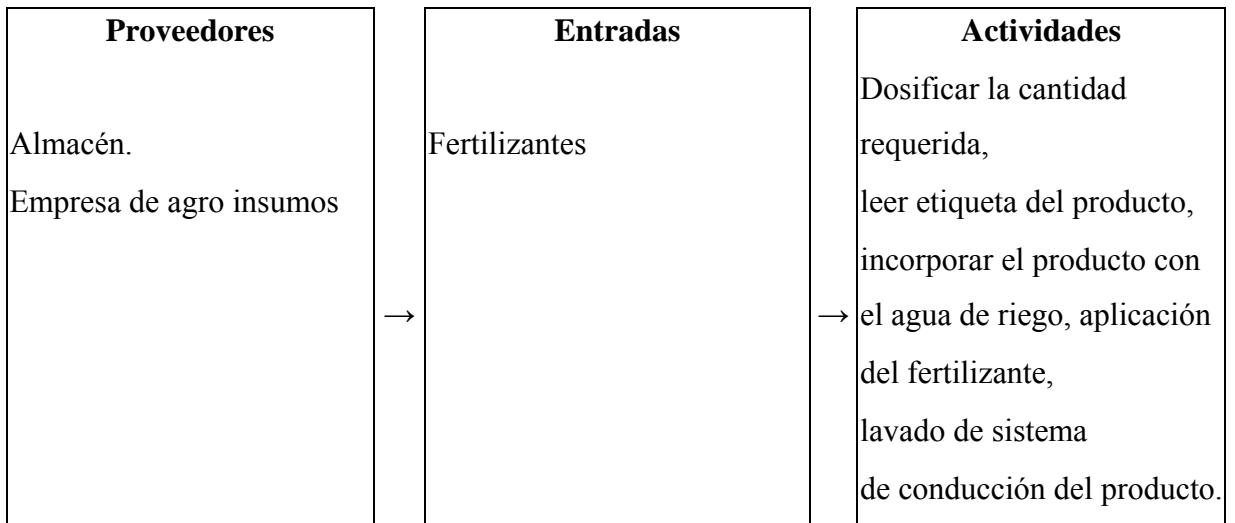 Proveedores
Almacén.
Empresa de agro insumos
→
Entradas
Fertilizantes
→
Actividades
Dosificar la cantidad
requerida,
leer etiqueta del producto,
incorporar el producto con
el agua de riego, aplicación
del fertilizante,
lavado de sistema
de conducción del producto.